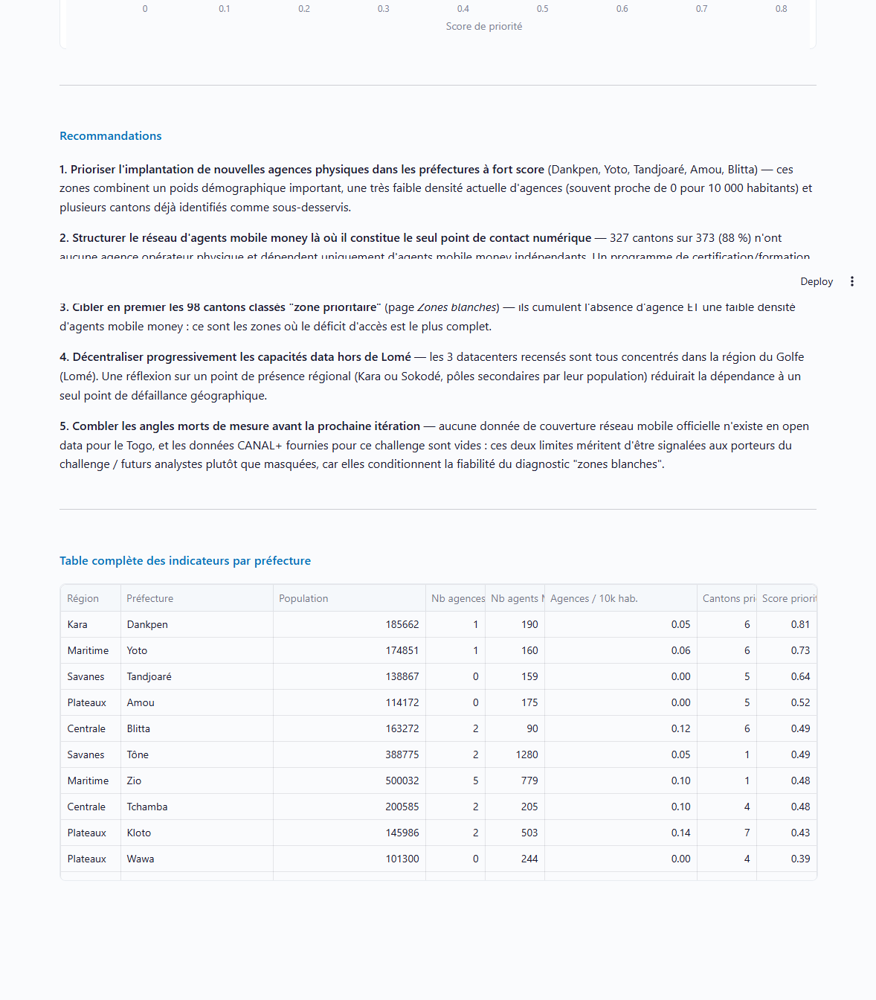 0 0.1 0.2 0.3 0.4 0.5 0.6 0.7 0.8
Score de priorité
Recommandations
1. Prioriser l'implantation de nouvelles agences physiques dans les préfectures à fort score (Dankpen, Yoto, Tandjoaré, Amou, Blitta) — ces
zones combinent un poids démographique important, une très faible densité actuelle d'agences (souvent proche de 0 pour 10 000 habitants) et
plusieurs cantons déjà identifiés comme sous-desservis.
2. Structurer le réseau d'agents mobile money là où il constitue le seul point de contact numérique — 327 cantons sur 373 (88 %) n'ont
aucune agence opérateur physique et dépendent uniquement d'agents mobile money indépendants. Un programme de certification/formation
Deploy
3. Cibler en premier les 98 cantons classés "zone prioritaire" (page Zones blanches) — ils cumulent l'absence d'agence ET une faible densité
d'agents mobile money : ce sont les zones où le déficit d'accès est le plus complet.
4. Décentraliser progressivement les capacités data hors de Lomé — les 3 datacenters recensés sont tous concentrés dans la région du Golfe
(Lomé). Une réflexion sur un point de présence régional (Kara ou Sokodé, pôles secondaires par leur population) réduirait la dépendance à un
seul point de défaillance géographique.
5. Combler les angles morts de mesure avant la prochaine itération — aucune donnée de couverture réseau mobile officielle n'existe en open
data pour le Togo, et les données CANAL+ fournies pour ce challenge sont vides : ces deux limites méritent d'être signalées aux porteurs du
challenge / futurs analystes plutôt que masquées, car elles conditionnent la fiabilité du diagnostic "zones blanches".
Table complète des indicateurs par préfecture
Région Préfecture Population Nb agences Nb agents Agences / 10k hab. Cantons pri Score priorit
Kara Dankpen 185662 1 190 0.05 6 0.81
Maritime Yoto 174851 1 160 0.06 6 0.73
Savanes Tandjoaré 138867 0 159 0.00 5 0.64
Plateaux Amou 114172 0 175 0.00 5 0.52
Centrale Blitta 163272 2 90 0.12 6 0.49
Savanes Tône 388775 2 1280 0.05 1 0.49
Maritime Zio 500032 5 779 0.10 1 0.48
Centrale Tchamba 200585 2 205 0.10 4 0.48
Plateaux Kloto 145986 2 503 0.14 7 0.43
Plateaux Wawa 101300 0 244 0.00 4 0.39